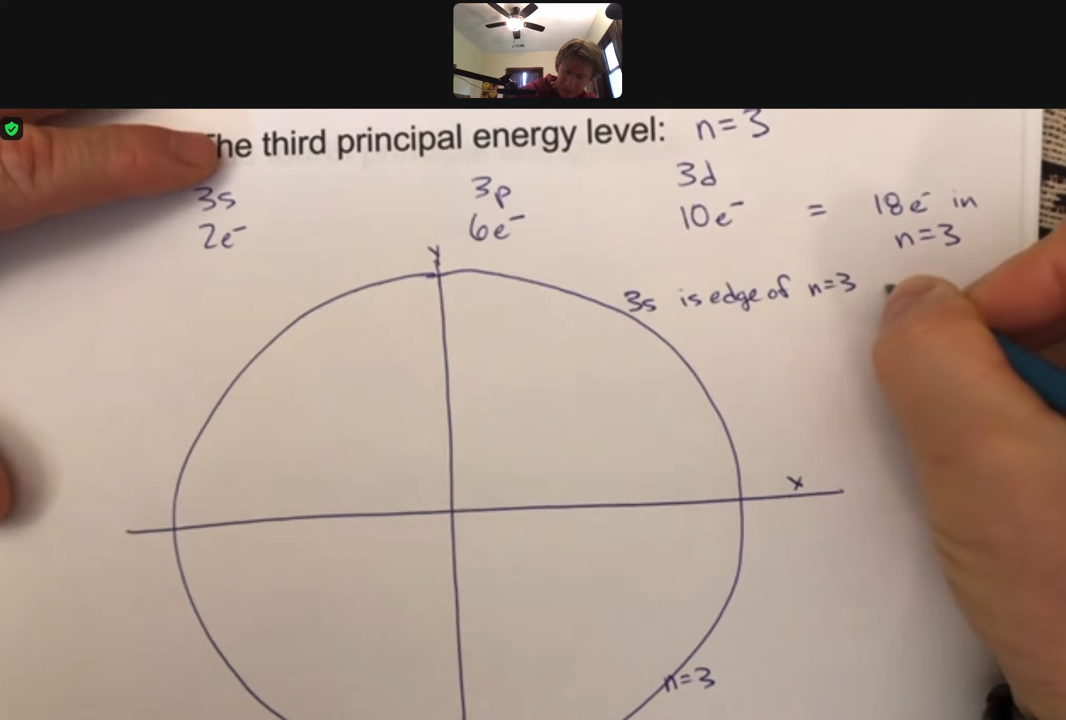 he third principal energy level: n=3
3s 3p 3d
2e⁻ 6e⁻ 10e⁻ = 18e⁻ in
n=3
y
3s is edge of n=3
x
n=3